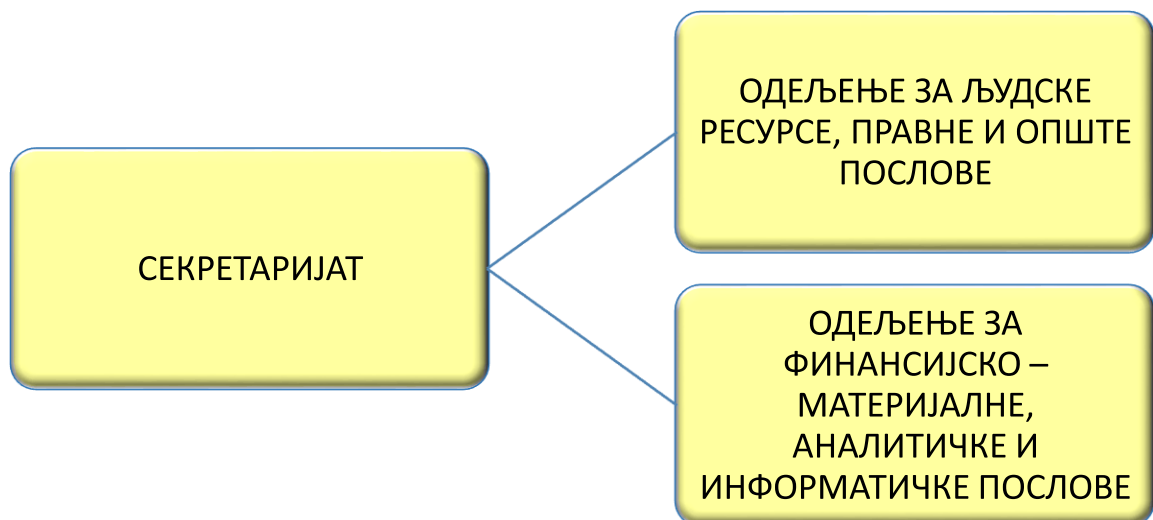 СЕКРЕТАРИЈАТ
ОДЕЉЕЊЕ ЗА ЉУДСКЕ
РЕСУРСЕ, ПРАВНЕ И ОПШТЕ
ПОСЛОВЕ
ОДЕЉЕЊЕ ЗА
ФИНАНСИЈСКО –
МАТЕРИЈАЛНЕ,
АНАЛИТИЧКЕ И
ИНФОРМАТИЧКЕ ПОСЛОВЕ